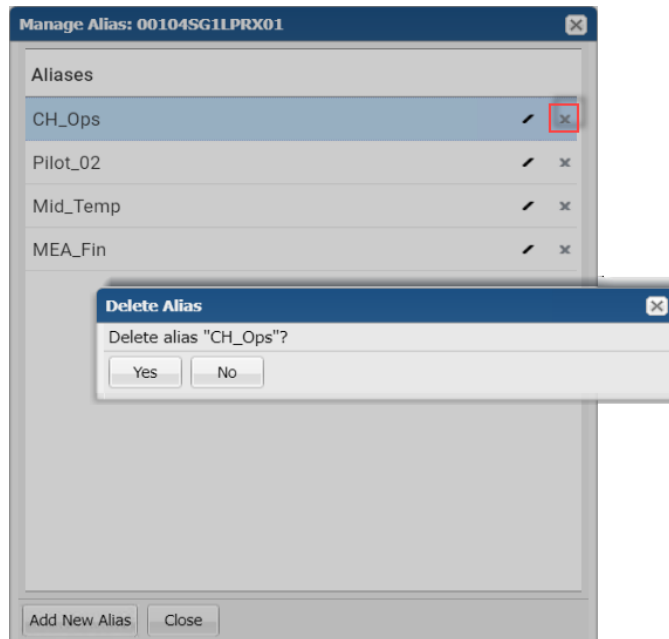 Manage Alias: 00104SG1LPRX01
Aliases
CH_Ops
Pilot_02
Mid_Temp
MEA_Fin
Delete Alias
Delete alias "CH_Ops"?
Yes No
Add New Alias Close